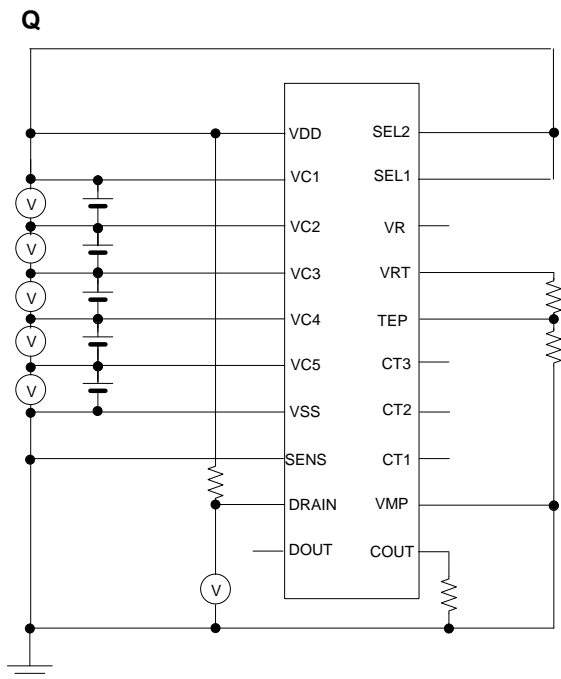 Q
VDD SEL2
VC1 SEL1
V
VC2 VR
V
VC3 VRT
V
VC4 TEP
V
VC5 CT3
V
VSS CT2
SENS CT1
DRAIN VMP
DOUT COUT
V